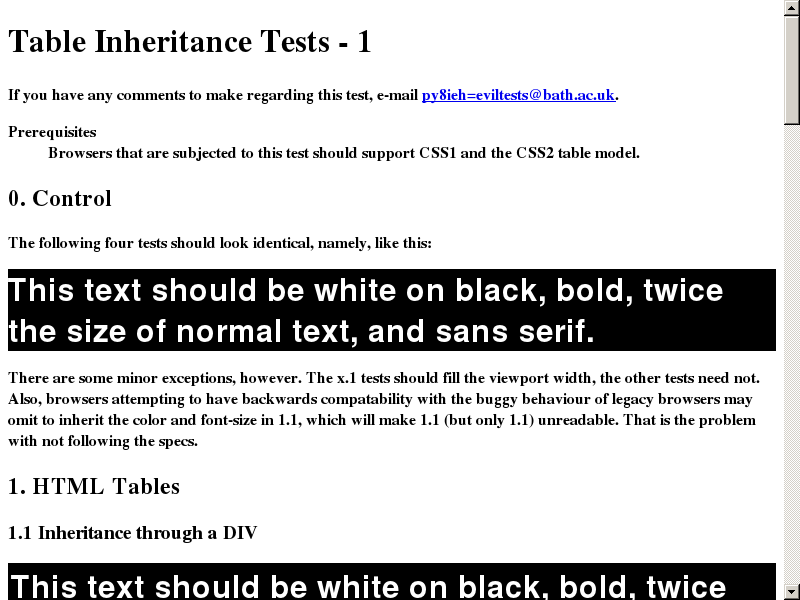 Table Inheritance Tests - 1
If you have any comments to make regarding this test, e-mail py8ieh=eviltests@bath.ac.uk.
Prerequisites
Browsers that are subjected to this test should support CSS1 and the CSS2 table model.
0. Control
The following four tests should look identical, namely, like this:
This text should be white on black, bold, twice
the size of normal text, and sans serif.
There are some minor exceptions, however. The x.1 tests should fill the viewport width, the other tests need not.
Also, browsers attempting to have backwards compatability with the buggy behaviour of legacy browsers may
omit to inherit the color and font-size in 1.1, which will make 1.1 (but only 1.1) unreadable. That is the problem
with not following the specs.
1. HTML Tables
1.1 Inheritance through a DIV
This text should be white on black, bold, twice